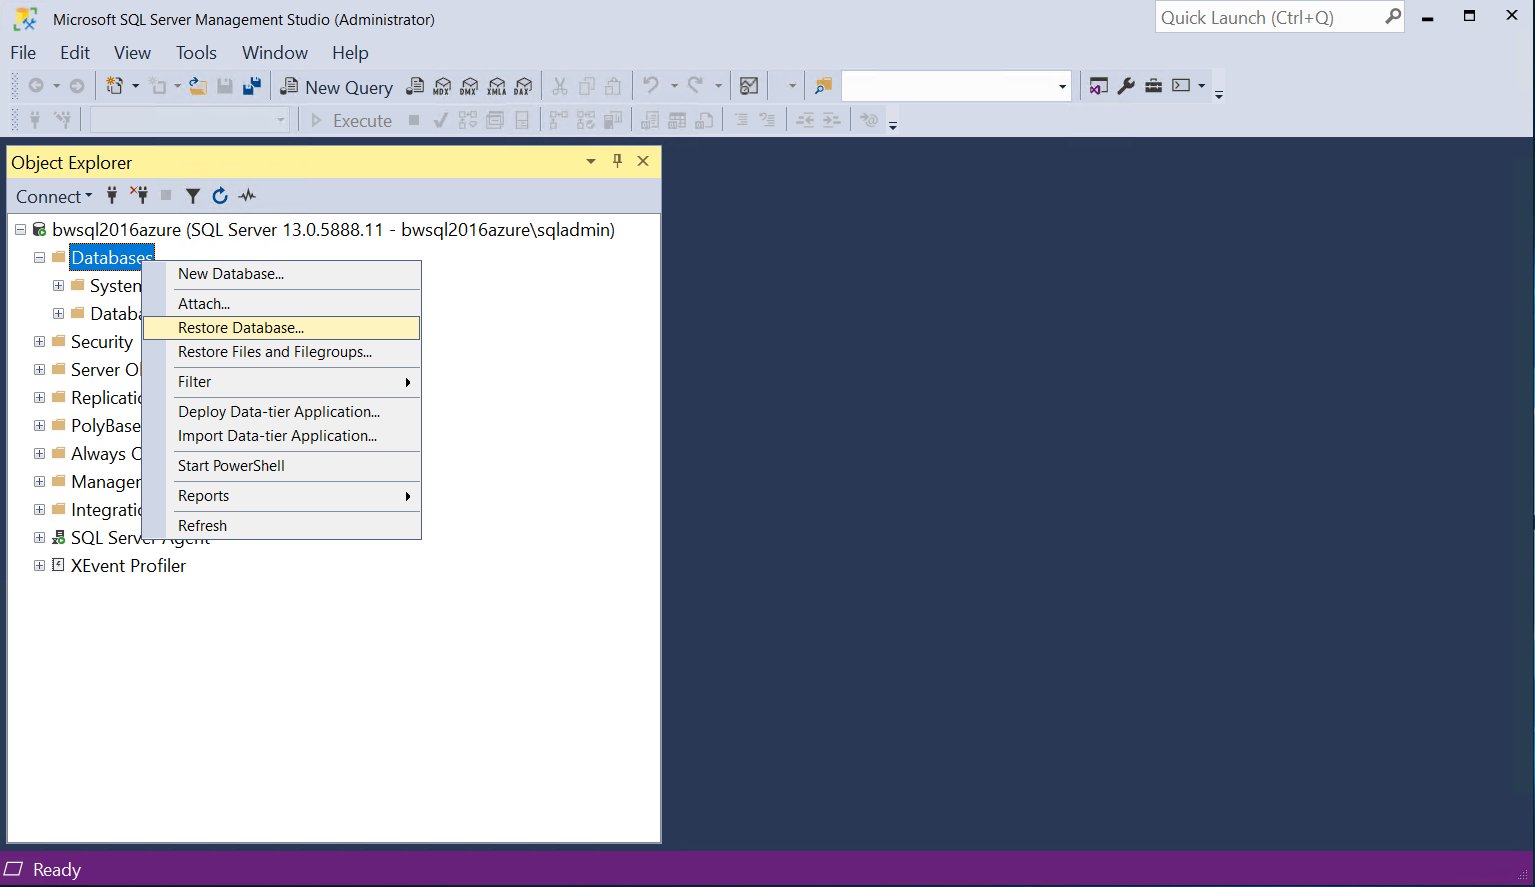 Microsoft SQL Server Management Studio (Administrator)
Quick Launch (Ctrl+Q)
File Edit View Tools Window Help
New Query MDX DMX XMLA DAX
Execute
Object Explorer
Connect
bwsql2016azure (SQL Server 13.0.5888.11 - bwsql2016azure\sqladmin)
Databases
System
Databa
Security
Server Ob
Replicatio
PolyBase
Always O
Managem
Integratio
SQL Server Agent
XEvent Profiler
New Database...
Attach...
Restore Database...
Restore Files and Filegroups...
Filter
Deploy Data-tier Application...
Import Data-tier Application...
Start PowerShell
Reports
Refresh
Ready